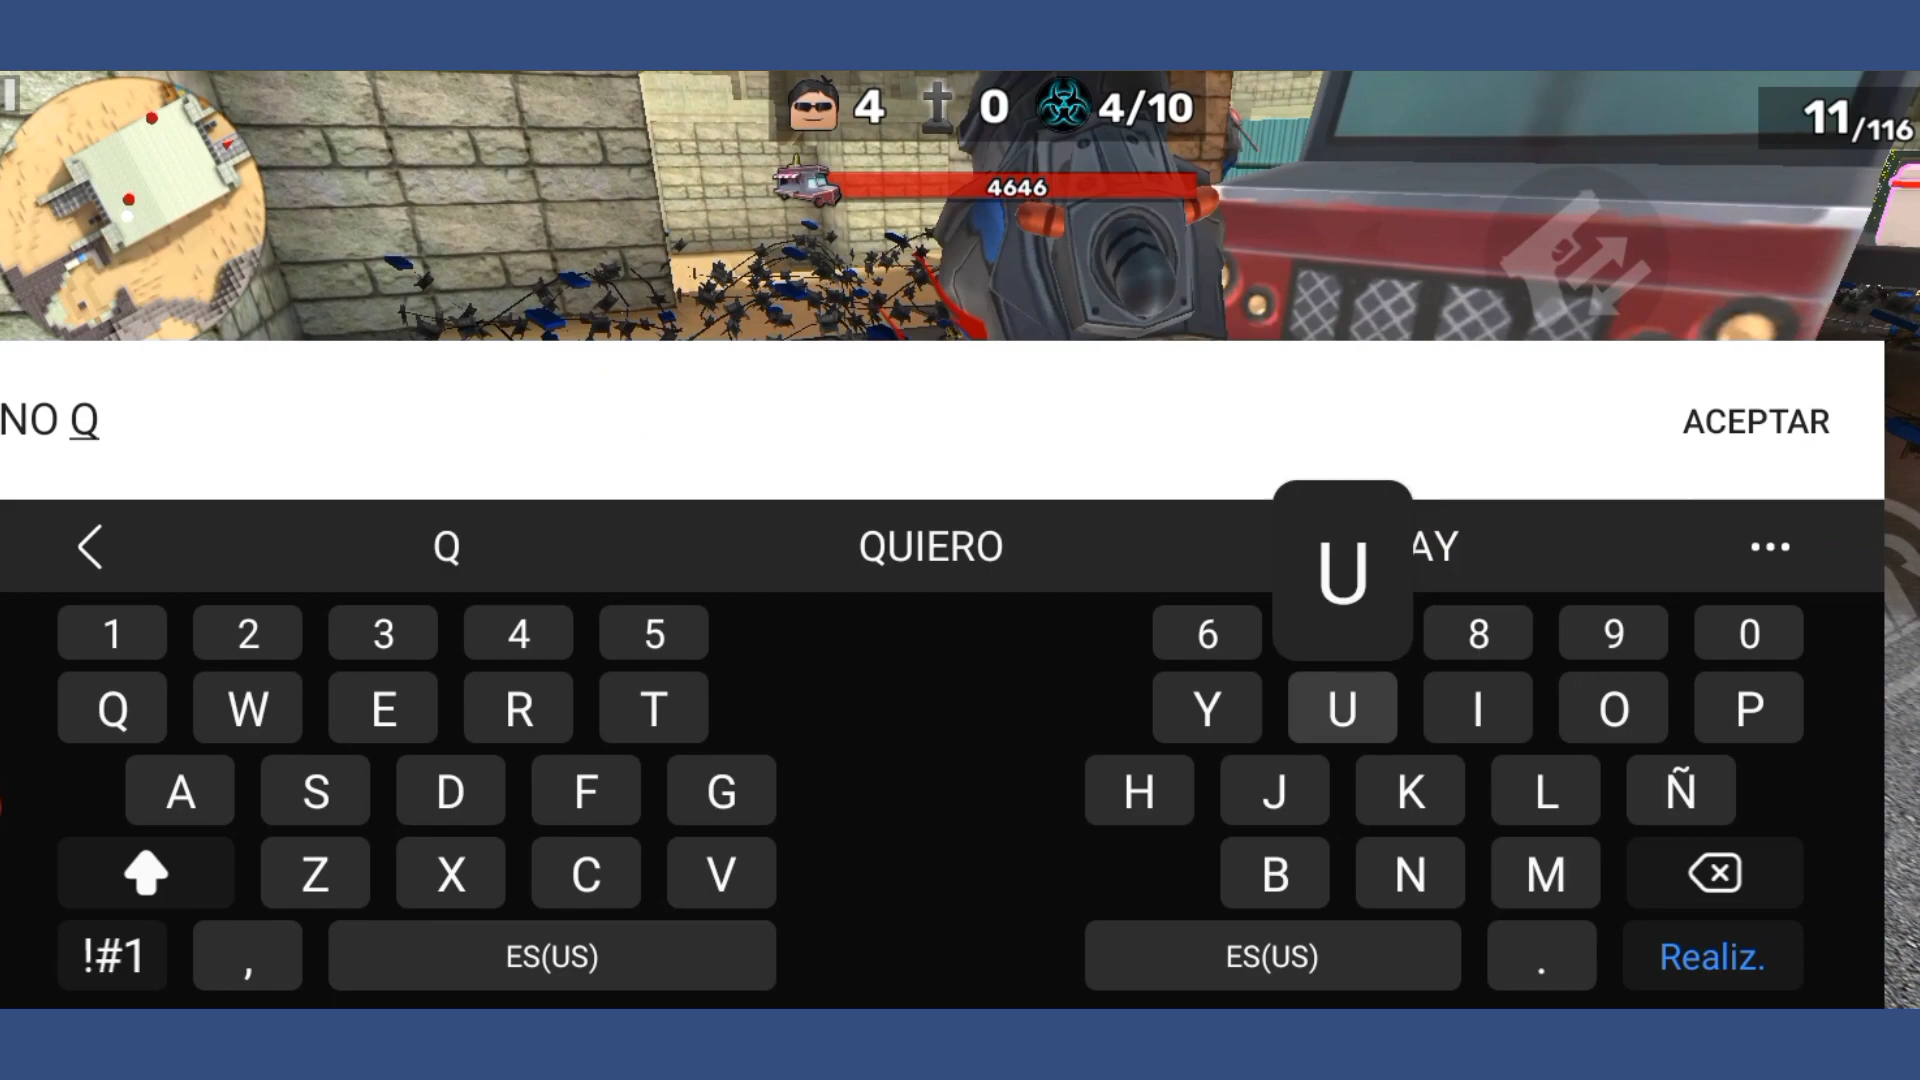 4 0 4/10
11/116
4646
NO Q
ACEPTAR
Q QUIERO AY ...
U
1 2 3 4 5 6 8 9 0
Q W E R T Y U I O P
A S D F G H J K L Ñ
Z X C V B N M
!#1 , ES(US) ES(US) . Realiz.